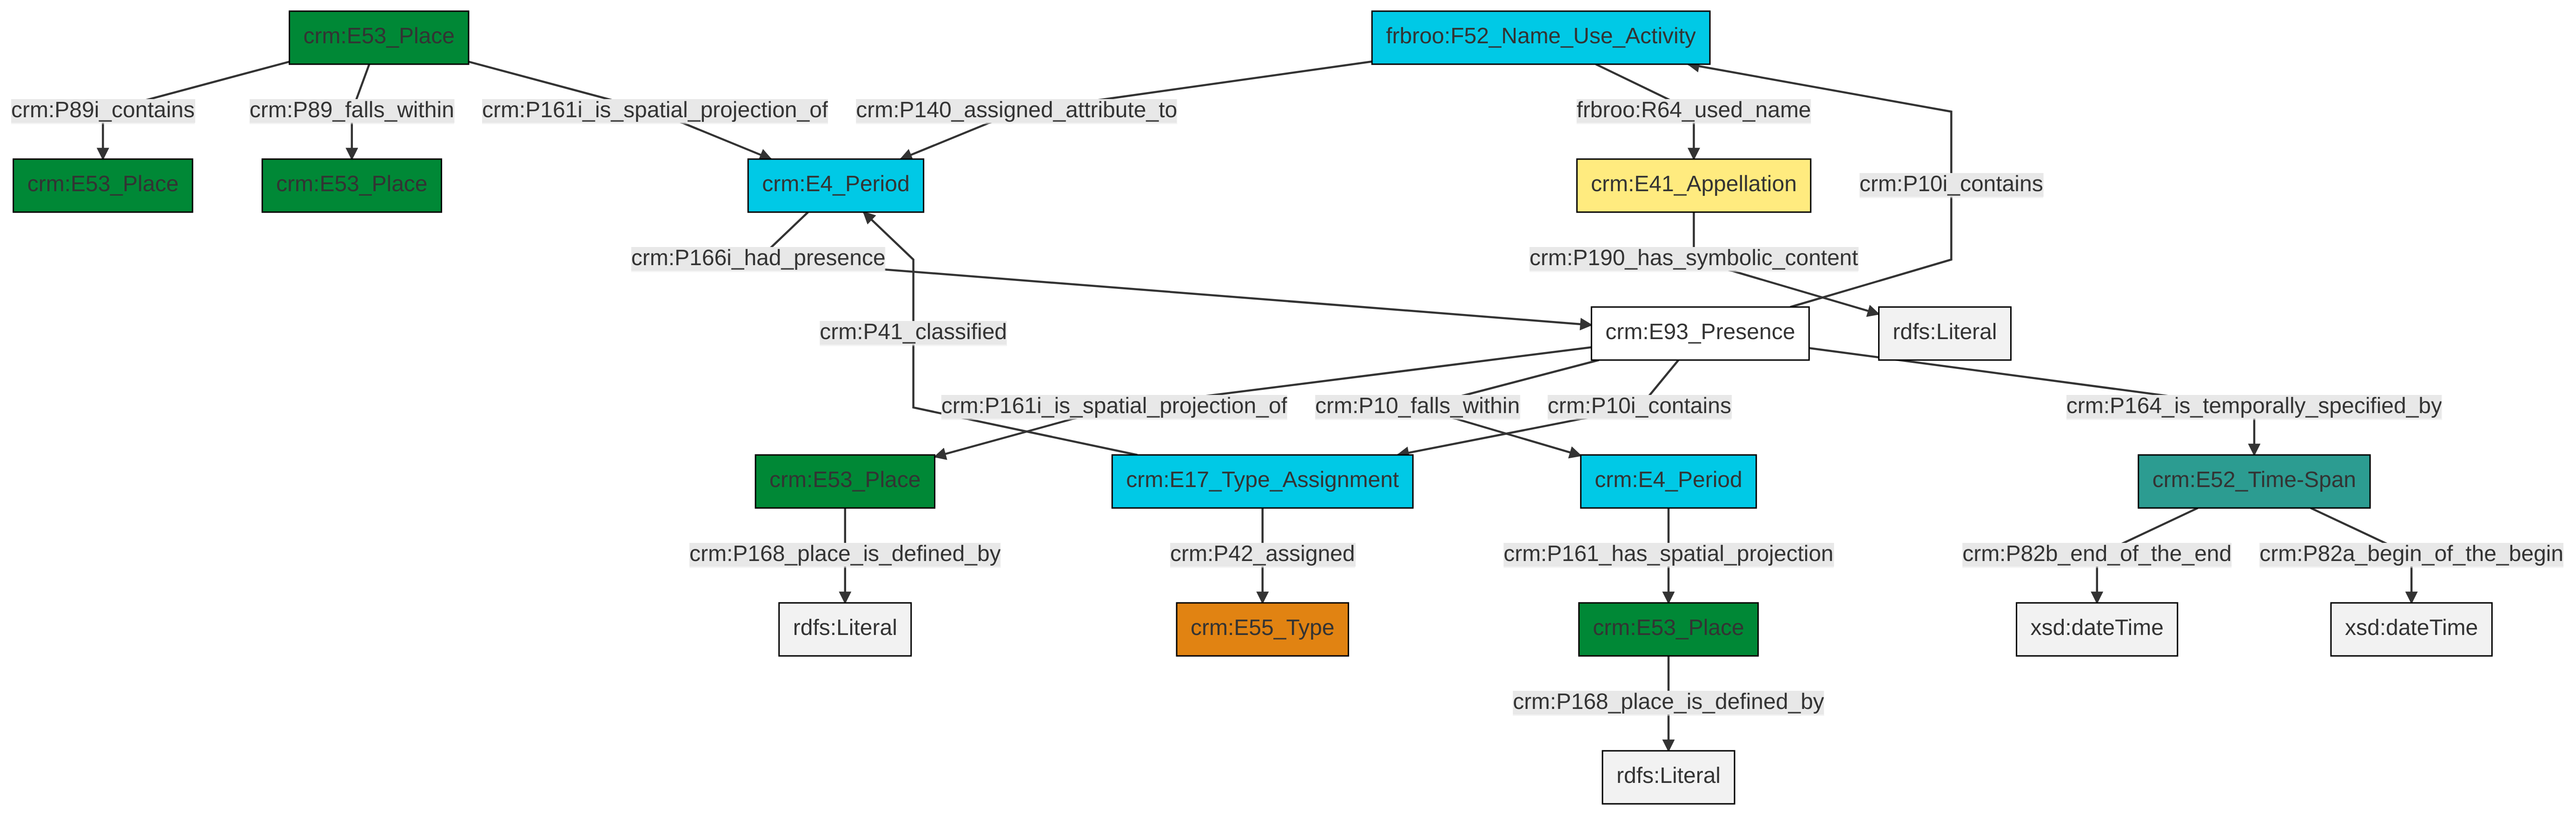 crm:E53_Place
frbroo:F52_Name_Use_Activity
crm:P89i_contains
crm:P89_falls_within
crm:P161i_is_spatial_projection_of
crm:P140_assigned_attribute_to
frbroo:R64_used_name
crm:E53_Place
crm:E53_Place
crm:E4_Period
crm:E41_Appellation
crm:P10i_contains
crm:P166i_had_presence
crm:P190_has_symbolic_content
crm:P41_classified
crm:E93_Presence
rdfs:Literal
crm:P161i_is_spatial_projection_of
crm:P10_falls_within
crm:P10i_contains
crm:P164_is_temporally_specified_by
crm:E53_Place
crm:E17_Type_Assignment
crm:E4_Period
crm:E52_Time-Span
crm:P168_place_is_defined_by
crm:P42_assigned
crm:P161_has_spatial_projection
crm:P82b_end_of_the_end
crm:P82a_begin_of_the_begin
rdfs:Literal
crm:E55_Type
crm:E53_Place
xsd:dateTime
xsd:dateTime
crm:P168_place_is_defined_by
rdfs:Literal